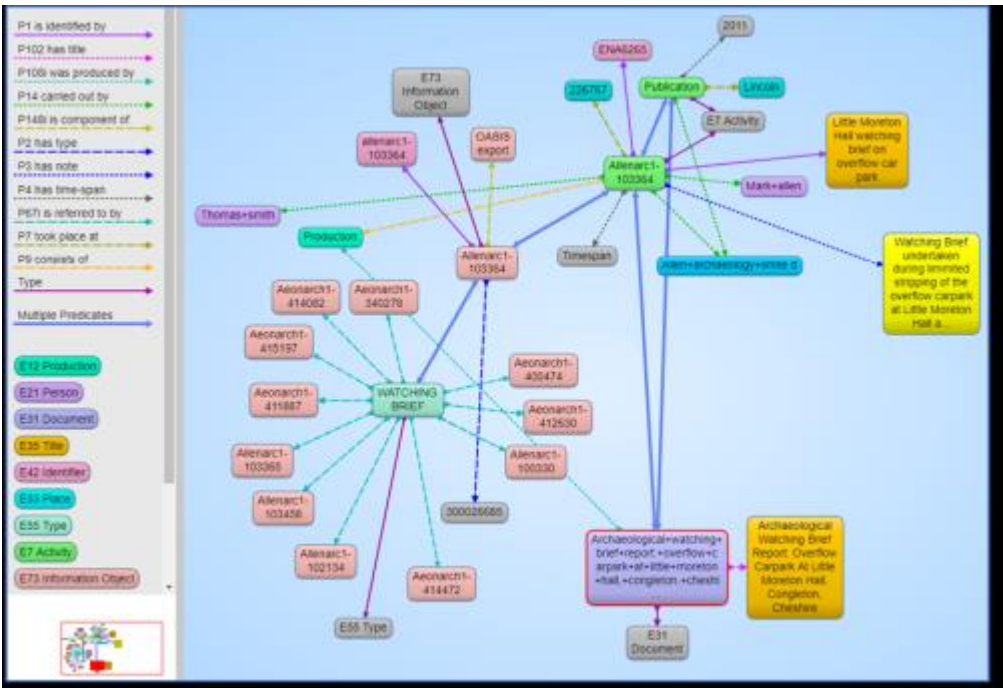 P1 is identified by
P102 has title
P108i was produced by
P14 carried out by
P148i is component of
P2 has type
P3 has note
P4 has time-span
P67i is referred to by
P7 took place at
P9 consists of
Type
Multiple Predicates
E12 Production
E21 Person
E31 Document
E35 Title
E42 Identifier
E53 Place
E55 Type
E7 Activity
E73 Information Object
2011
ENA6265
E73
Information
Object
226767
Publication
Lincoln
E7 Activity
Little Moreton
Hall watching
brief on
overflow car
park
allenarc1-
103364
OASIS
export
Allenarc1-
103364
Mark+allen
Thomas+smith
Production
Allenarc1-
103364
Timespan
Allen+archaeology+limite d
Watching Brief
undertaken
during limimited
stripping of the
overflow carpark
at Little Moreton
Hall a...
Aeonarch1-
414082
Aeonarch1-
340278
Aeonarch1-
415197
Aeonarch1-
400474
Aeonarch1-
411887
WATCHING
BRIEF
Aeonarch1-
412530
Allenarc1-
103365
Allenarc1-
100330
Allenarc1-
103458
300026685
Allenarc1-
102134
Aeonarch1-
414472
Archaeological+watching+
brief+report:+overflow+c
arpark+at+little+moreton
+hall,+congleton,+cheshi
Archaeological
Watching Brief
Report: Overflow
Carpark At Little
Moreton Hall,
Congleton,
Cheshire
E55 Type
E31
Document